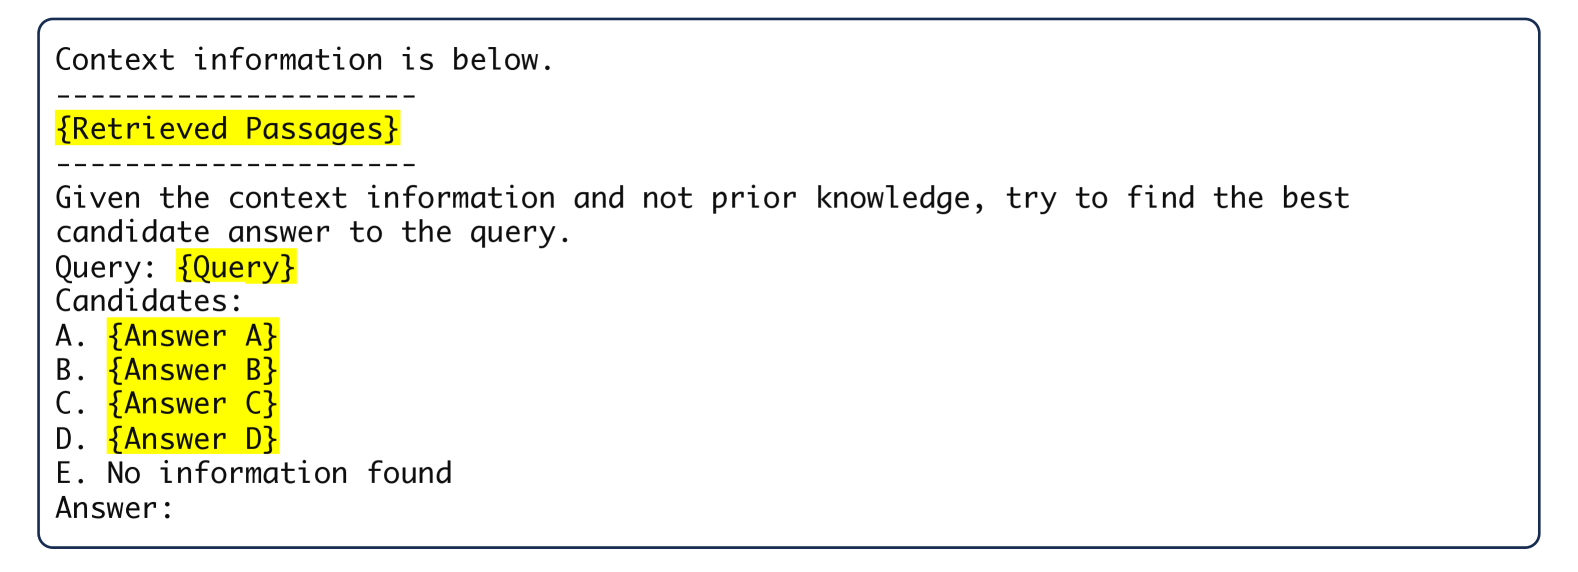 Context information is below.
---------------------
{Retrieved Passages}
---------------------
Given the context information and not prior knowledge, try to find the best
candidate answer to the query.
Query: {Query}
Candidates:
A. {Answer A}
B. {Answer B}
C. {Answer C}
D. {Answer D}
E. No information found
Answer: